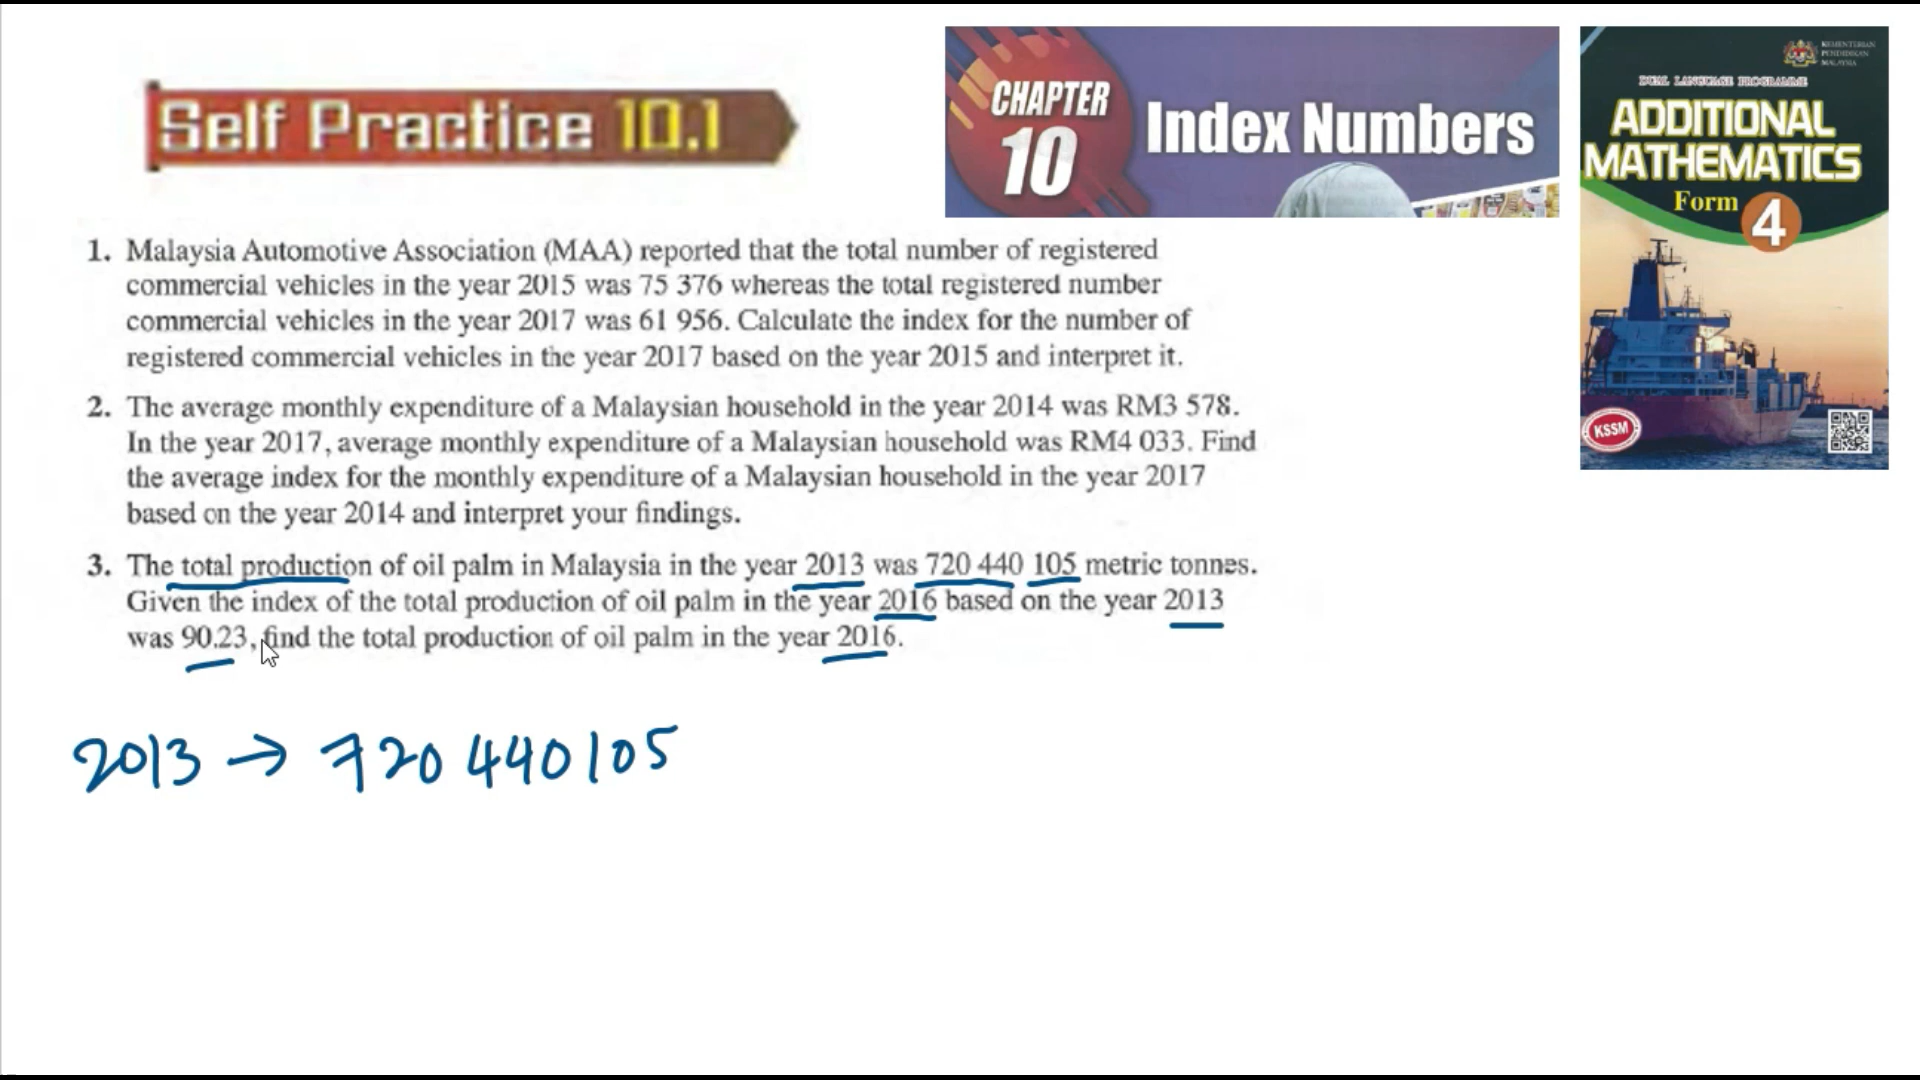 Self Practice 10.1
CHAPTER
10
Index Numbers
KEMENTERIAN
PENDIDIKAN
MALAYSIA
DUAL LANGUAGE PROGRAMME
ADDITIONAL
MATHEMATICS
Form 4
KSSM
1. Malaysia Automotive Association (MAA) reported that the total number of registered
commercial vehicles in the year 2015 was 75 376 whereas the total registered number
commercial vehicles in the year 2017 was 61 956. Calculate the index for the number of
registered commercial vehicles in the year 2017 based on the year 2015 and interpret it.
2. The average monthly expenditure of a Malaysian household in the year 2014 was RM3 578.
In the year 2017, average monthly expenditure of a Malaysian household was RM4 033. Find
the average index for the monthly expenditure of a Malaysian household in the year 2017
based on the year 2014 and interpret your findings.
3. The total production of oil palm in Malaysia in the year 2013 was 720 440 105 metric tonnes.
Given the index of the total production of oil palm in the year 2016 based on the year 2013
was 90.23, find the total production of oil palm in the year 2016.
2013 → 720 440 105